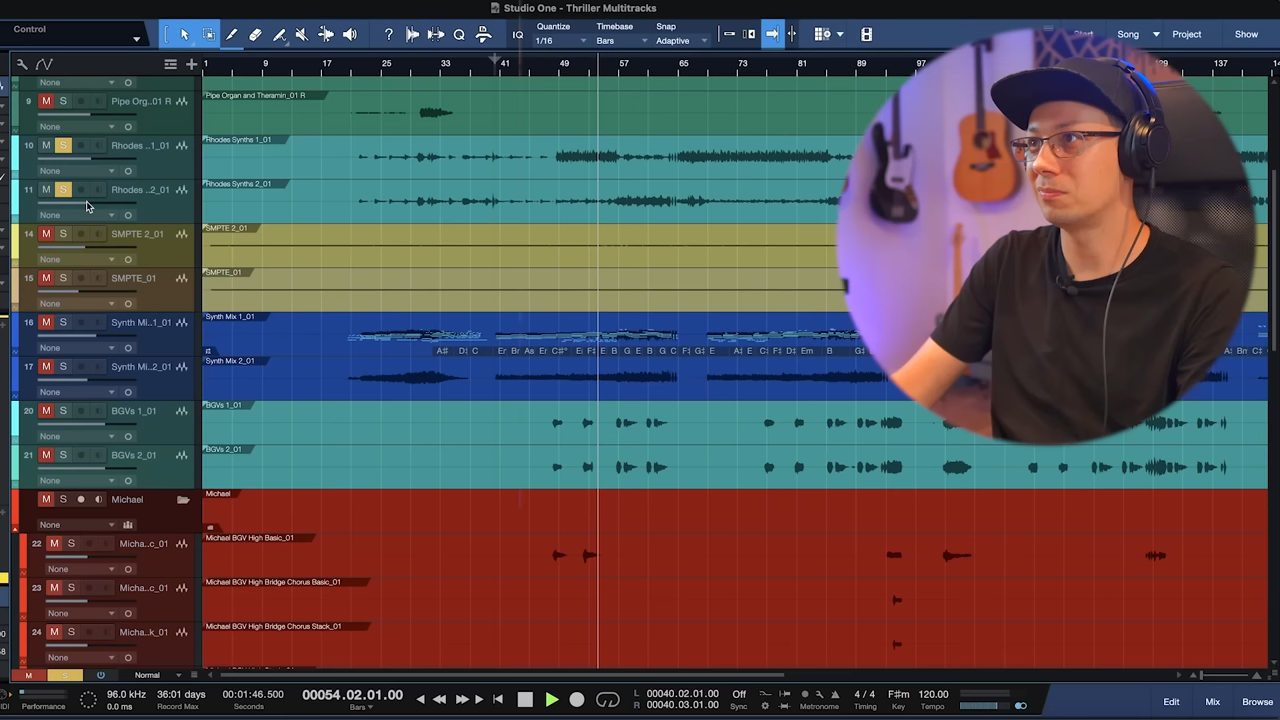 Studio One - Thriller Multitracks
Control
Quantize
Timebase
Snap
IQ
1/16
Bars
Adaptive
Start
Song
Project
Show
1 9 17 25 33 41 49 57 65 73 81 89 137
None
9 M S Pipe Org..01 R
Pipe Organ and Theramin_01 R
None
10 M S Rhodes ..1_01
Rhodes Synths 1_01
None
11 M S Rhodes ..2_01
Rhodes Synths 2_01
None
14 M S SMPTE 2_01
SMPTE 2_01
None
15 M S SMPTE_01
SMPTE_01
None
16 M S Synth Mi..1_01
Synth Mix 1_01
None
17 M S Synth Mi..2_01
Synth Mix 2_01
None
20 M S BGVs 1_01
BGVs 1_01
None
21 M S BGVs 2_01
BGVs 2_01
None
M S Michael
Michael
None
22 M S Micha..c_01
Michael BGV High Basic_01
None
23 M S Micha..c_01
Michael BGV High Bridge Chorus Basic_01
None
24 M S Micha..k_01
Michael BGV High Bridge Chorus Stack_01
None
M S Normal
Performance
96.0 kHz
0.0 ms
36:01 days
Record Max
00:01:46.500
Seconds
00054.02.01.00
Bars
L 00040.02.01.00
R 00040.03.01.00
Off
Sync
Metronome
4 / 4
Timing
F#m
Key
120.00
Tempo
Edit
Mix
Browse